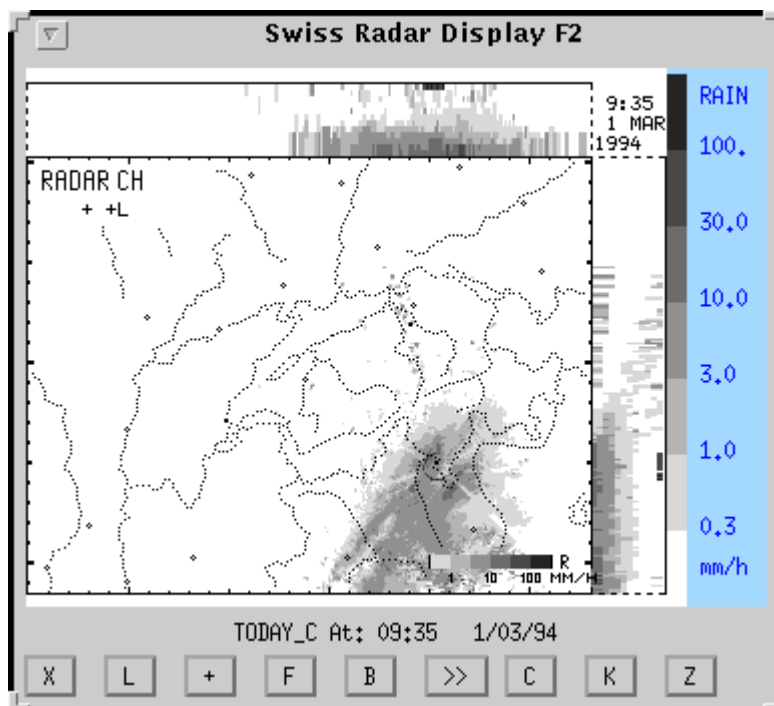 Swiss Radar Display F2
9:35
1 MAR
1994
RAIN
100.
30.0
10.0
3.0
1.0
0.3
mm/h
RADAR CH
+ +L
R
1 10 100 MM/H
TODAY_C At: 09:35 1/03/94
X L + F B >> C K Z